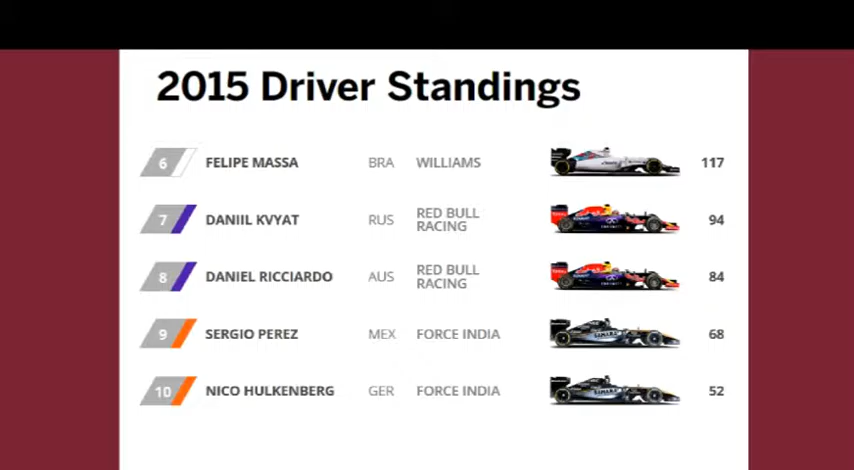 2015 Driver Standings
6 FELIPE MASSA BRA WILLIAMS 117
7 DANIIL KVYAT RUS RED BULL RACING 94
8 DANIEL RICCIARDO AUS RED BULL RACING 84
9 SERGIO PEREZ MEX FORCE INDIA 68
10 NICO HULKENBERG GER FORCE INDIA 52